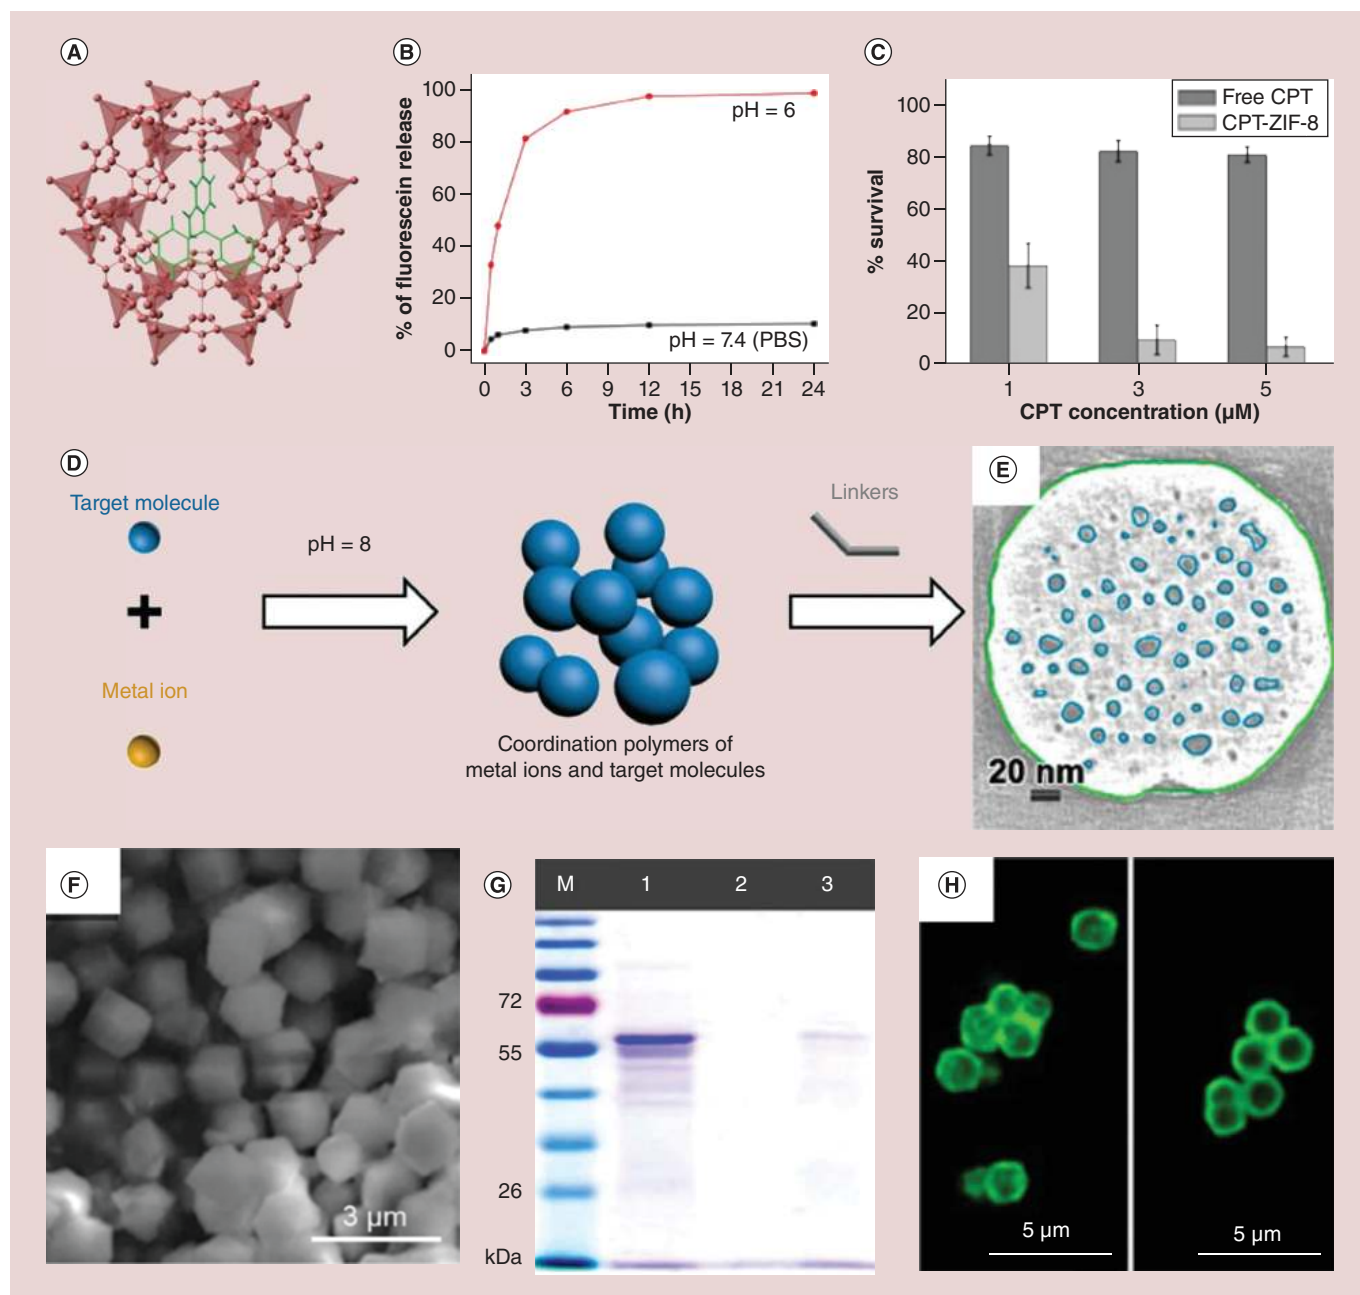 A
B
% of fluorescein release
100
80
60
40
20
0
pH = 6
pH = 7.4 (PBS)
0 3 6 9 12 15 18 21 24
Time (h)
C
% survival
100
80
60
40
20
0
Free CPT
CPT-ZIF-8
1 3 5
CPT concentration (µM)
D
Target molecule
+
Metal ion
pH = 8
Coordination polymers of
metal ions and target molecules
Linkers
E
20 nm
F
3 µm
G
M 1 2 3
72
55
26
kDa
H
5 µm
5 µm